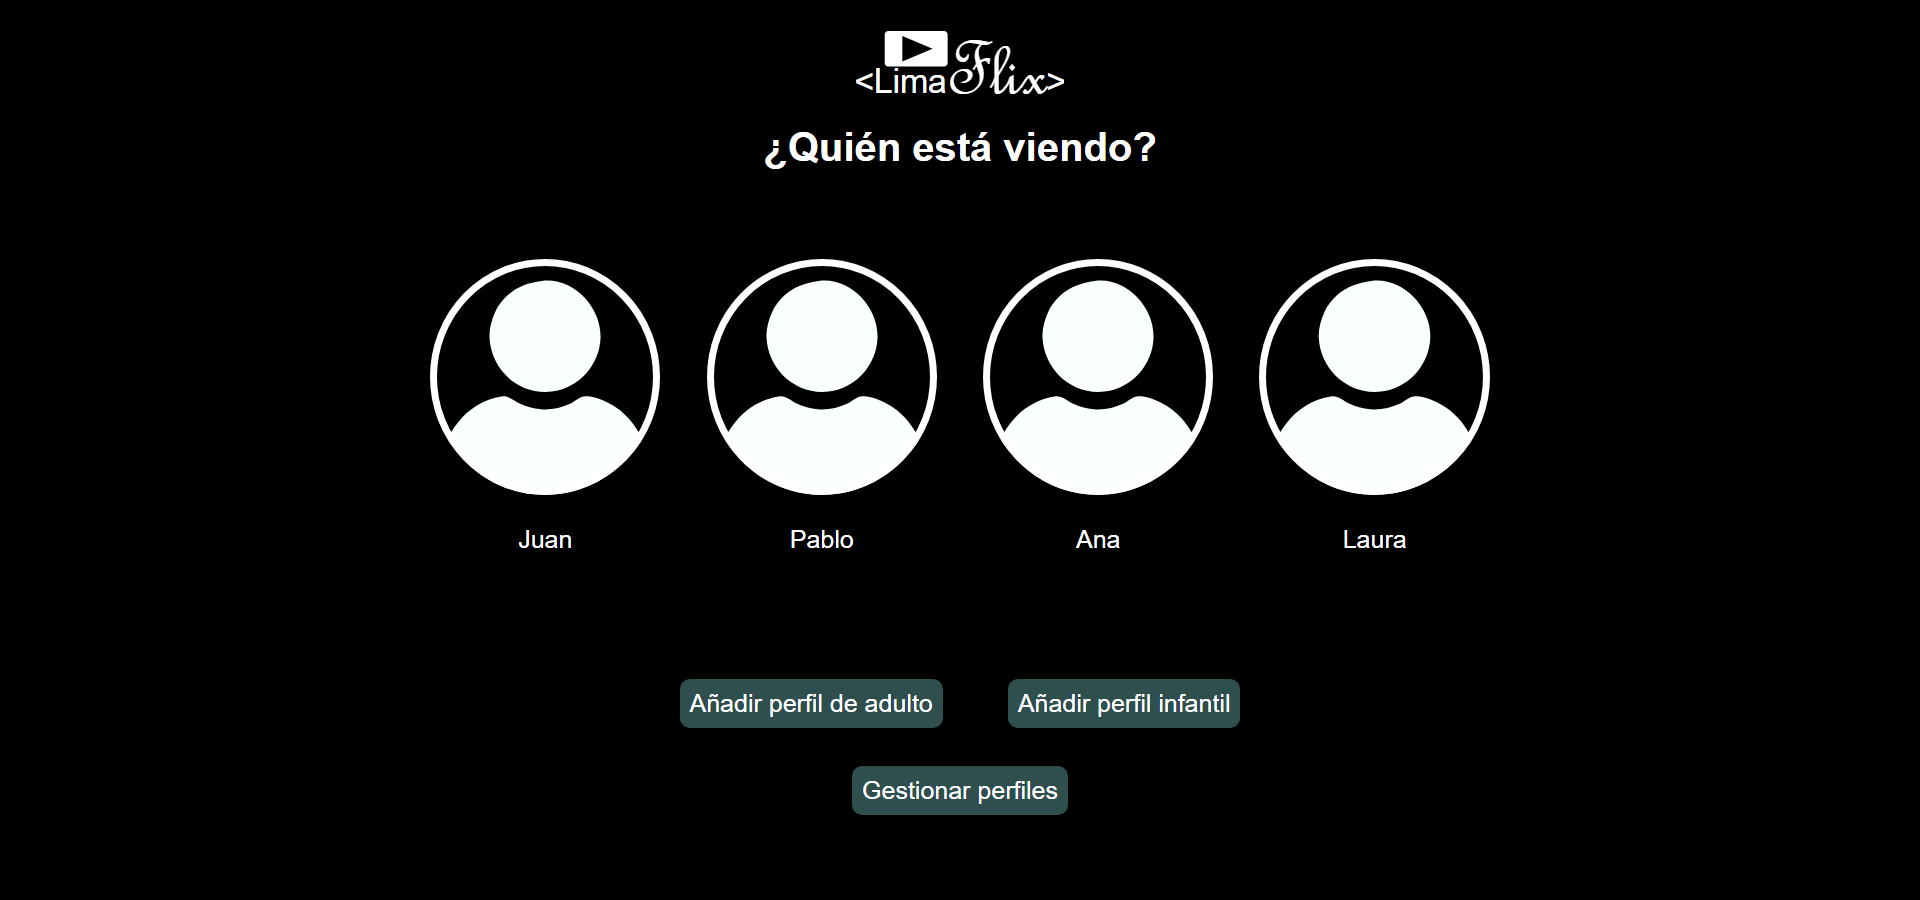 <LimaFlix>
¿Quién está viendo?
Juan Pablo Ana Laura
Añadir perfil de adulto Añadir perfil infantil
Gestionar perfiles